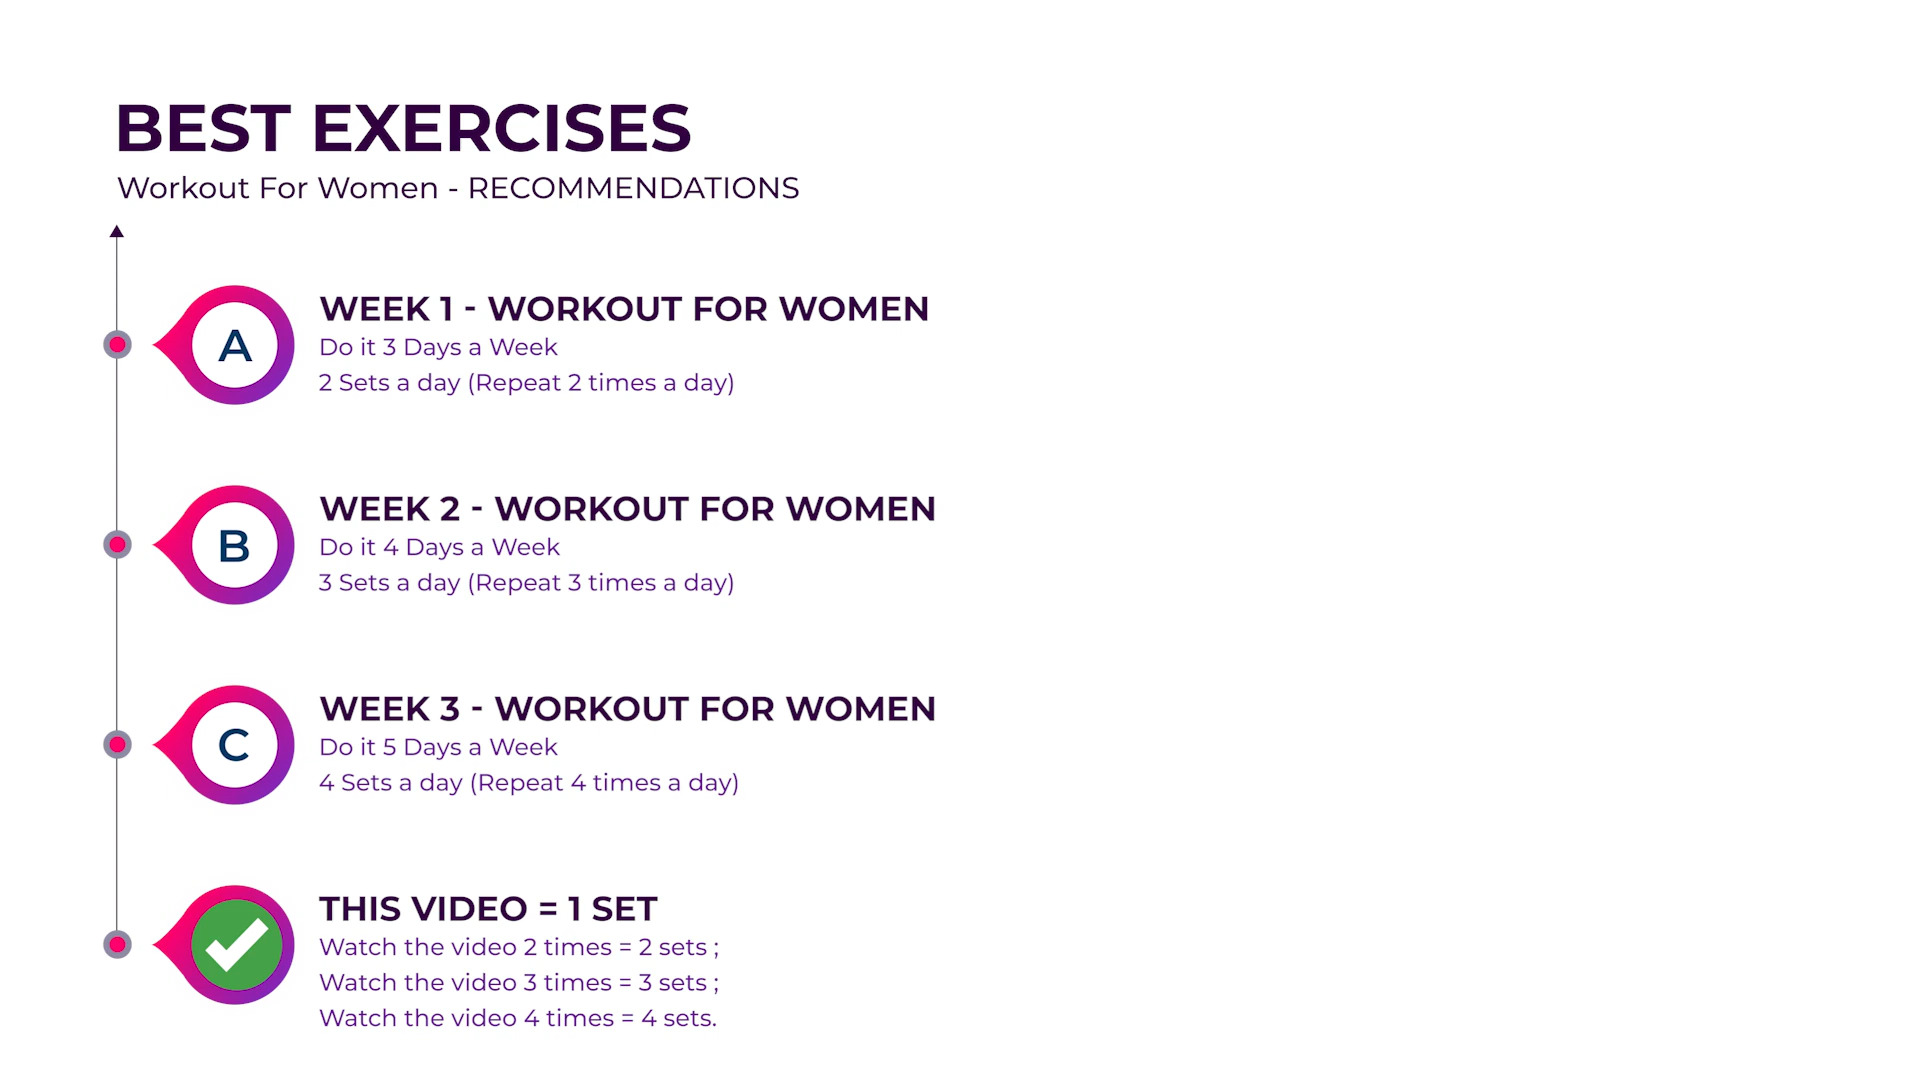 BEST EXERCISES
Workout For Women - RECOMMENDATIONS
A
WEEK 1 - WORKOUT FOR WOMEN
Do it 3 Days a Week
2 Sets a day (Repeat 2 times a day)
B
WEEK 2 - WORKOUT FOR WOMEN
Do it 4 Days a Week
3 Sets a day (Repeat 3 times a day)
C
WEEK 3 - WORKOUT FOR WOMEN
Do it 5 Days a Week
4 Sets a day (Repeat 4 times a day)
THIS VIDEO = 1 SET
Watch the video 2 times = 2 sets ;
Watch the video 3 times = 3 sets ;
Watch the video 4 times = 4 sets.